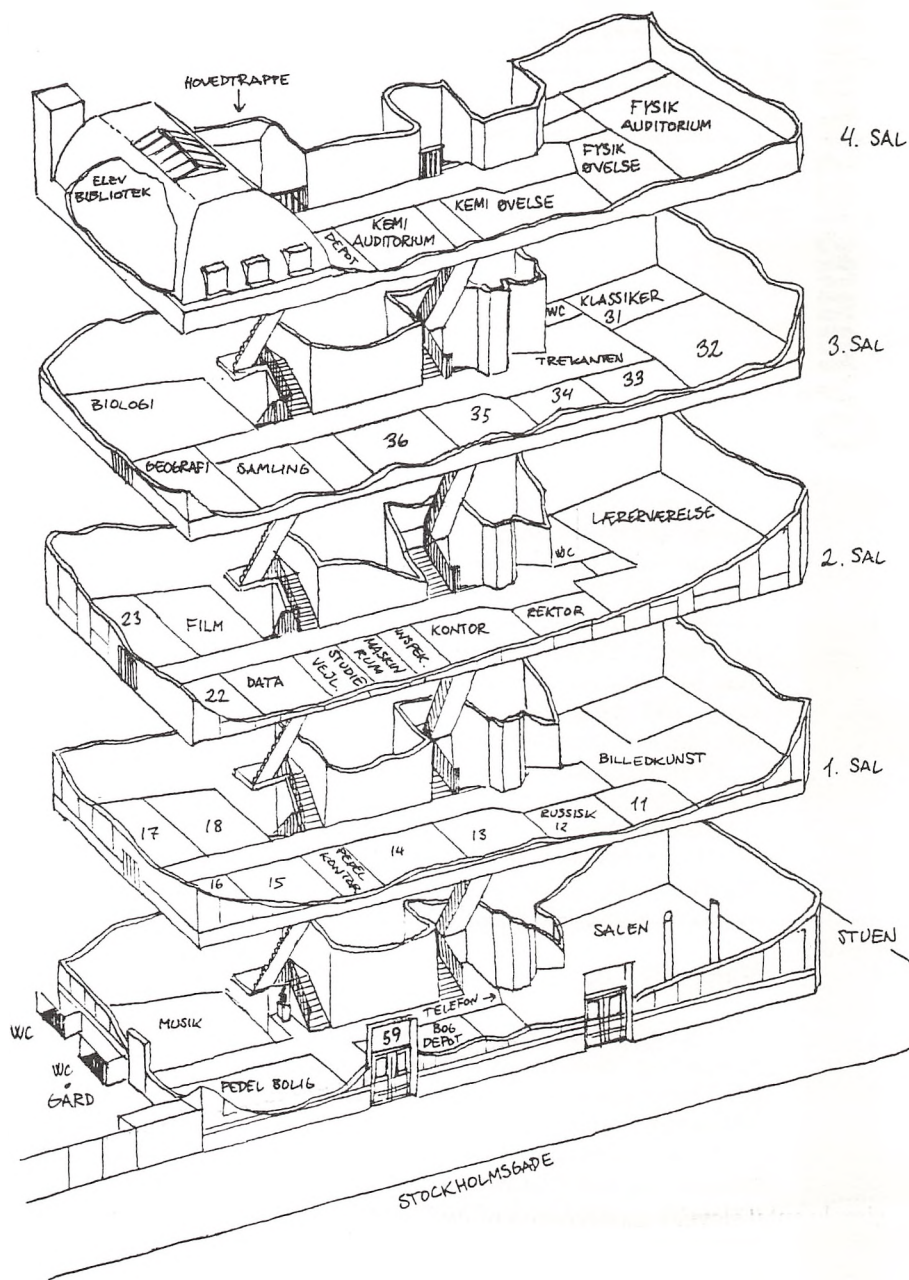 HOVEDTRAPPE
FYSIK
AUDITORIUM
4. SAL
FYSIK
ØVELSE
ELEV
BIBLIOTEK
KEMI ØVELSE
KEMI
AUDITORIUM
DEPOT
KLASSIKER
31
WC
3. SAL
TREKANTEN
32
33
34
35
36
BIOLOGI
GEOGRAFI
SAMLING
LÆRERVÆRELSE
WC
2. SAL
REKTOR
KONTOR
INSPEK.
MASKIN
RUM
STUDIE
VEJL.
23
FILM
DATA
22
BILLEDKUNST
1. SAL
11
RUSSISK
12
13
14
PEDEL
KONTOR
17
18
16
15
SALEN
STUEN
TELEFON →
BOG
DEPOT
59
MUSIK
WC
WC
GÅRD
PEDEL BOLIG
STOCKHOLMSGADE